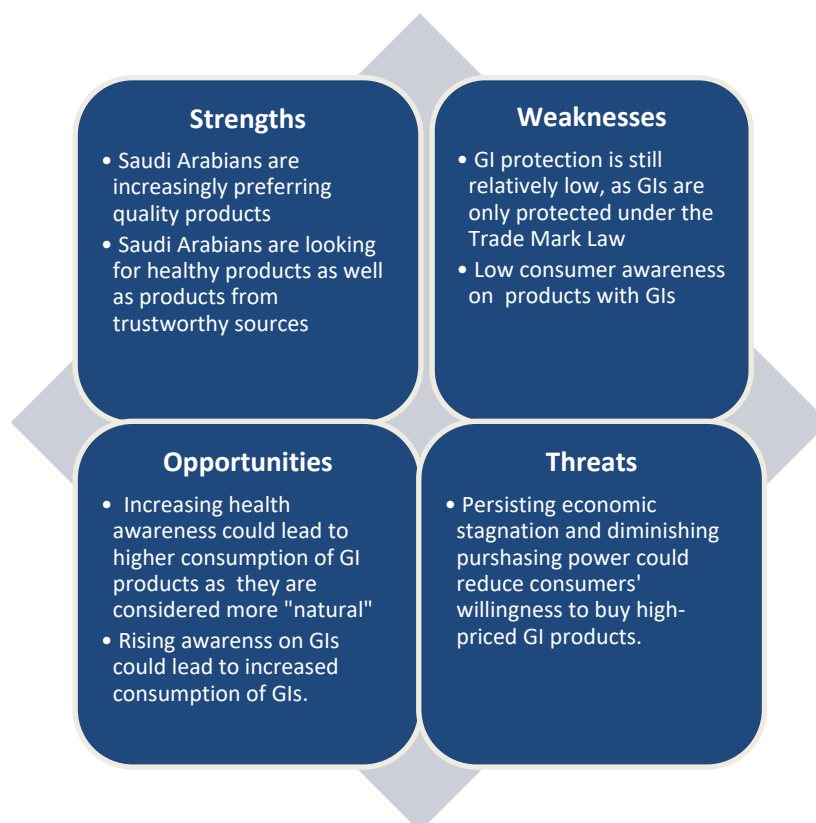 Strengths
• Saudi Arabians are
increasingly preferring
quality products
• Saudi Arabians are looking
for healthy products as well
as products from
trustworthy sources
Weaknesses
• GI protection is still
relatively low, as GIs are
only protected under the
Trade Mark Law
• Low consumer awareness
on  products with GIs
Opportunities
•  Increasing health
awareness could lead to
higher consumption of GI
products as  they are
considered more "natural"
• Rising awarenss on GIs
could lead to increased
consumption of GIs.
Threats
• Persisting economic
stagnation and diminishing
purshasing power could
reduce consumers'
willingness to buy high-
priced GI products.